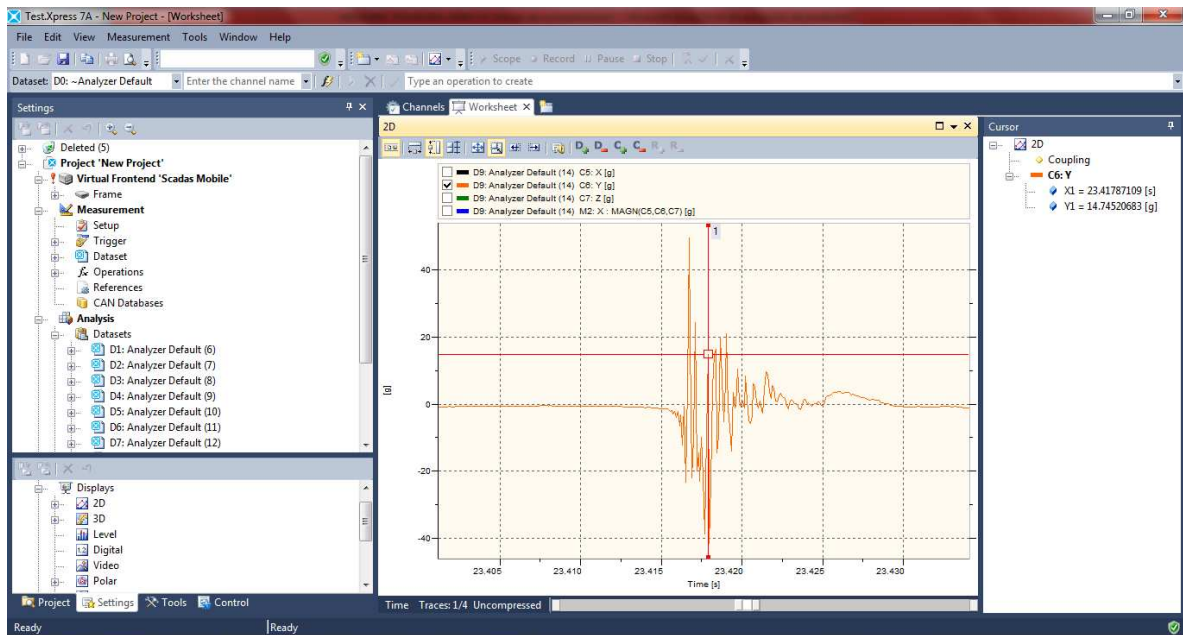 Test.Xpress 7A - New Project - [Worksheet]
File Edit View Measurement Tools Window Help
Scope Record Pause Stop
Dataset: D0: ~Analyzer Default Enter the channel name Type an operation to create
Settings
Deleted (5)
Project 'New Project'
Virtual Frontend 'Scadas Mobile'
Frame
Measurement
Setup
Trigger
Dataset
Operations
References
CAN Databases
Analysis
Datasets
D1: Analyzer Default (6)
D2: Analyzer Default (7)
D3: Analyzer Default (8)
D4: Analyzer Default (9)
D5: Analyzer Default (10)
D6: Analyzer Default (11)
D7: Analyzer Default (12)
Displays
2D
3D
Level
Digital
Video
Polar
Project Settings Tools Control
Channels Worksheet
2D
D9: Analyzer Default (14) C5: X [g]
D9: Analyzer Default (14) C6: Y [g]
D9: Analyzer Default (14) C7: Z [g]
D9: Analyzer Default (14) M2: X : MAGN(C5,C6,C7) [g]
1
40
20
0
-20
-40
[g]
23.405 23.410 23.415 23.420 23.425 23.430
Time [s]
Time Traces: 1/4 Uncompressed
Cursor
2D
Coupling
C6: Y
X1 = 23.41787109 [s]
Y1 = 14.74520683 [g]
Ready Ready